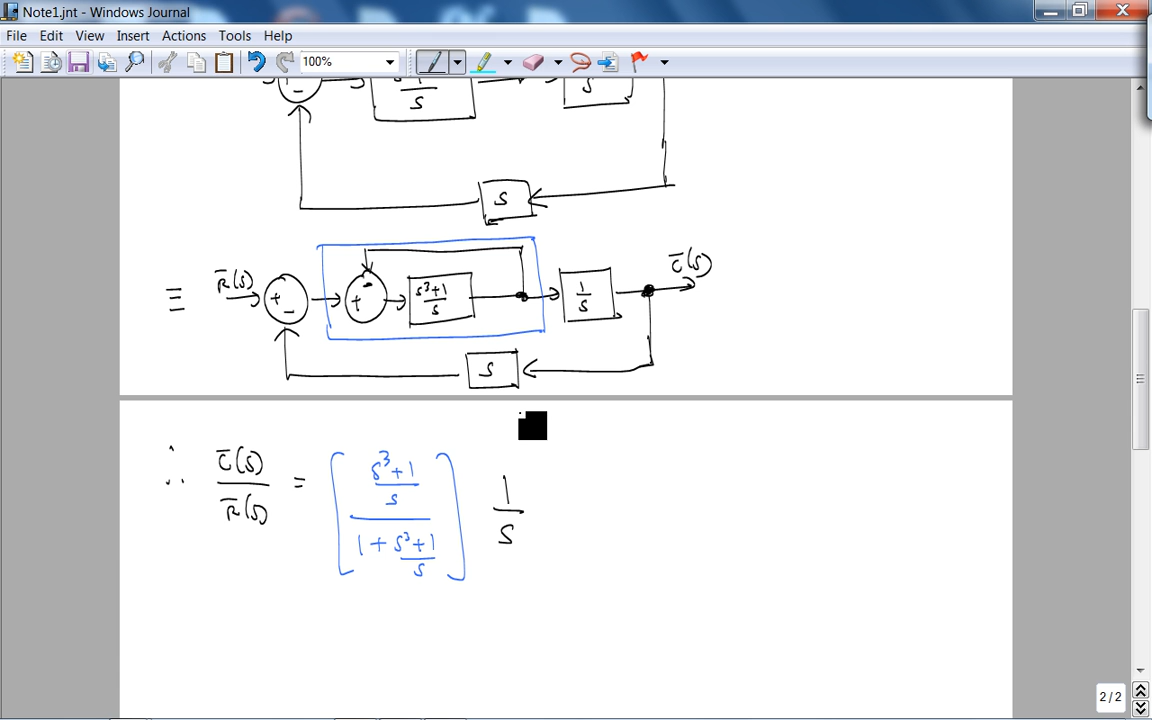 Note1.jnt - Windows Journal
File Edit View Insert Actions Tools Help
100%
+ - s
s
S
≡ R̄(s) + - + - s³+1/s 1/s C̄(s)
S
∴ C̄(s)/R̄(s) = [ (s³+1/s) / (1 + s³+1/s) ] 1/s
2 / 2